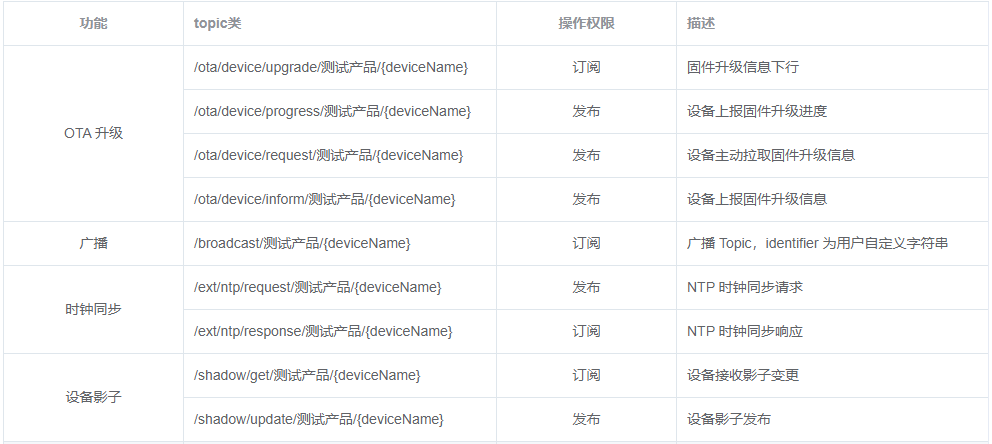 功能 topic类 操作权限 描述
/ota/device/upgrade/测试产品/{deviceName} 订阅 固件升级信息下行
/ota/device/progress/测试产品/{deviceName} 发布 设备上报固件升级进度
OTA 升级
/ota/device/request/测试产品/{deviceName} 发布 设备主动拉取固件升级信息
/ota/device/inform/测试产品/{deviceName} 发布 设备上报固件升级信息
广播 /broadcast/测试产品/{deviceName} 订阅 广播 Topic，identifier 为用户自定义字符串
时钟同步
/ext/ntp/request/测试产品/{deviceName} 发布 NTP 时钟同步请求
/ext/ntp/response/测试产品/{deviceName} 订阅 NTP 时钟同步响应
设备影子
/shadow/get/测试产品/{deviceName} 订阅 设备接收影子变更
/shadow/update/测试产品/{deviceName} 发布 设备影子发布